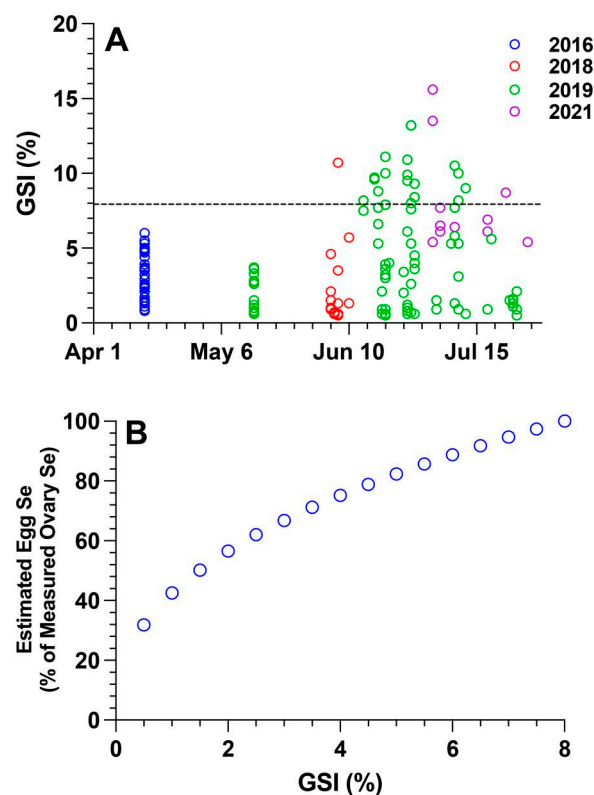 A
GSI (%)
20
15
10
5
0
Apr 1 May 6 Jun 10 Jul 15
2016
2018
2019
2021
B
Estimated Egg Se
(% of Measured Ovary Se)
100
80
60
40
20
0
0 2 4 6 8
GSI (%)